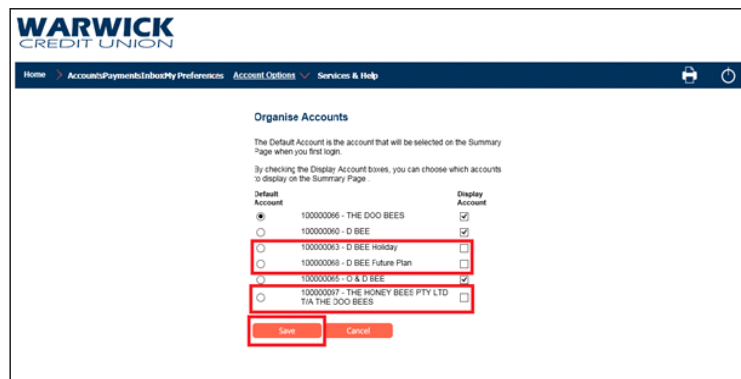 WARWICK
CREDIT UNION
Home AccountsPaymentsInboxMy Preferences Account Options Services & Help
Organise Accounts
The Default Account is the account that will be selected on the Summary
Page when you first login.
By checking the Display Account boxes, you can choose which accounts
to display on the Summary Page .
Default Display
Account Account
100000066 - THE DOO BEES
100000060 - D BEE
100000063 - D BEE Holiday
100000068 - D BEE Future Plan
100000065 - O & D BEE
100000097 - THE HONEY BEES PTY LTD
T/A THE DOO BEES
Save Cancel